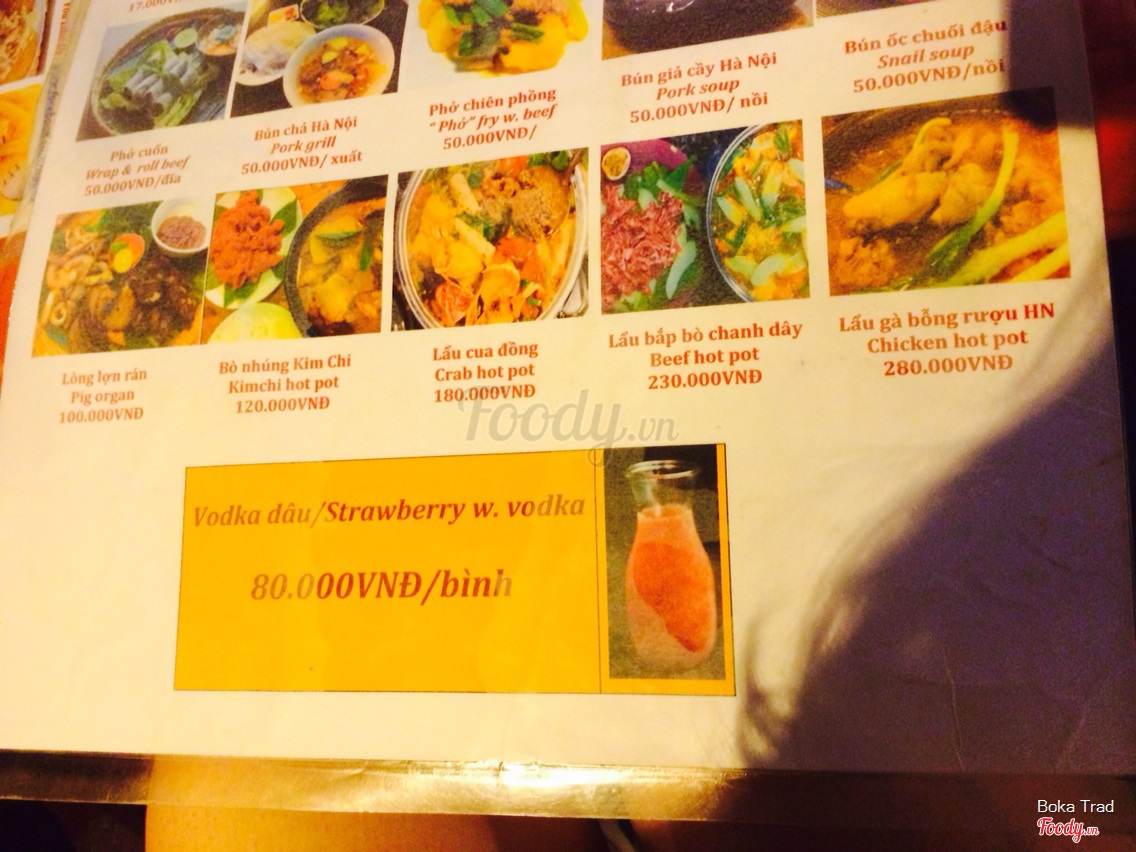 17.000VNĐ
Phở cuốn
Wrap & roll beef
50.000VNĐ/đĩa
Bún chả Hà Nội
Pork grill
50.000VNĐ/ xuất
Phở chiên phồng
"Phở" fry w. beef
50.000VNĐ/
Bún giả cầy Hà Nội
Pork soup
50.000VNĐ/ nồi
Bún ốc chuối đậu
Snail soup
50.000VNĐ/nồi
Lòng lợn rán
Pig organ
100.000VNĐ
Bò nhúng Kim Chi
Kimchi hot pot
120.000VNĐ
Lẩu cua đồng
Crab hot pot
180.000VNĐ
Lẩu bắp bò chanh dây
Beef hot pot
230.000VNĐ
Lẩu gà bỗng rượu HN
Chicken hot pot
280.000VNĐ
Foody.vn
Vodka dâu/Strawberry w. vodka
80.000VNĐ/bình
Boka Trad
Foody.vn